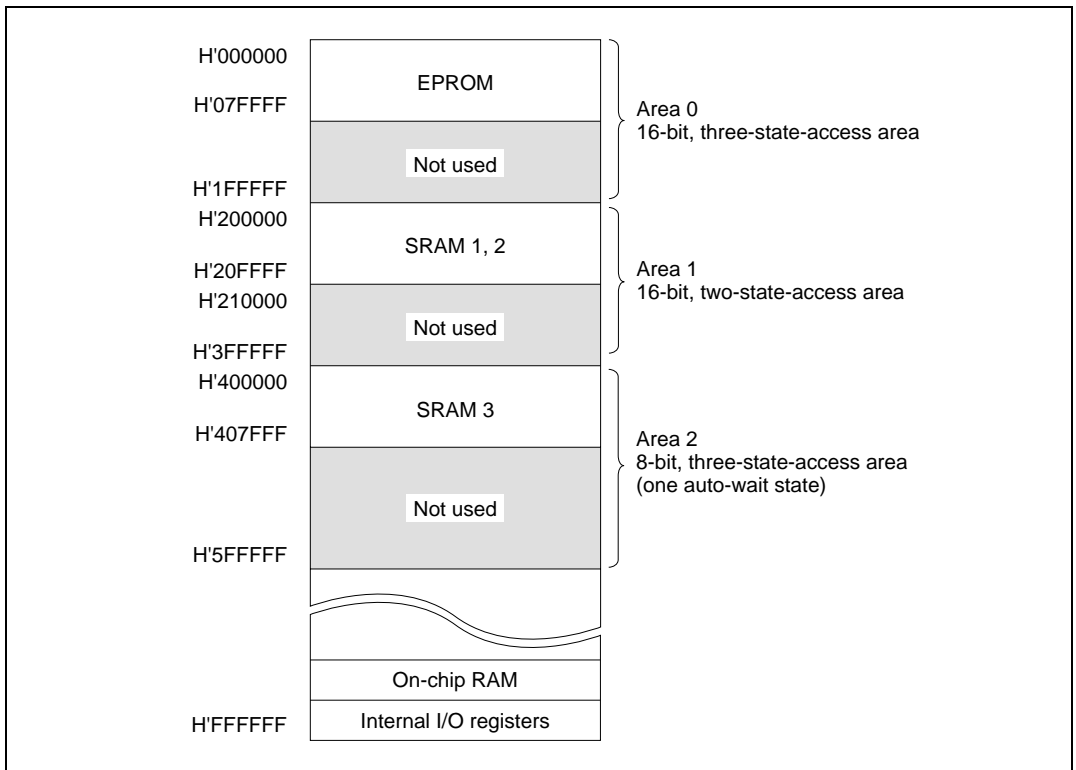 H'000000
EPROM
H'07FFFF
Area 0
16-bit, three-state-access area
Not used
H'1FFFFF
H'200000
SRAM 1, 2
H'20FFFF
Area 1
16-bit, two-state-access area
H'210000
Not used
H'3FFFFF
H'400000
SRAM 3
H'407FFF
Area 2
8-bit, three-state-access area
(one auto-wait state)
Not used
H'5FFFFF
On-chip RAM
H'FFFFFF
Internal I/O registers